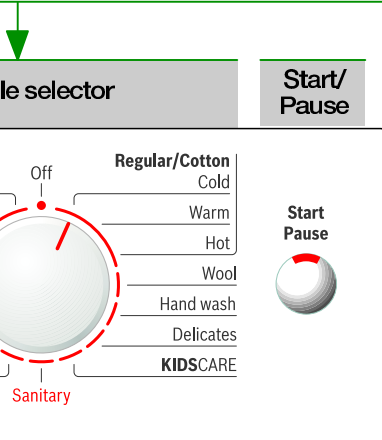 le selector
Start/
Pause
Off
Regular/Cotton
Cold
Warm
Hot
Wool
Hand wash
Delicates
KIDSCARE
Sanitary
Start
Pause